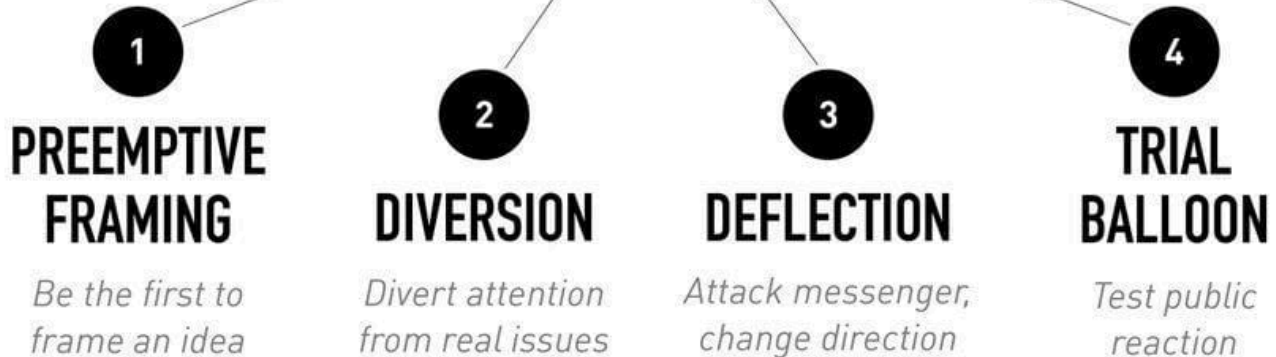 1
PREEMPTIVE
FRAMING
Be the first to
frame an idea
2
DIVERSION
Divert attention
from real issues
3
DEFLECTION
Attack messenger,
change direction
4
TRIAL
BALLOON
Test public
reaction